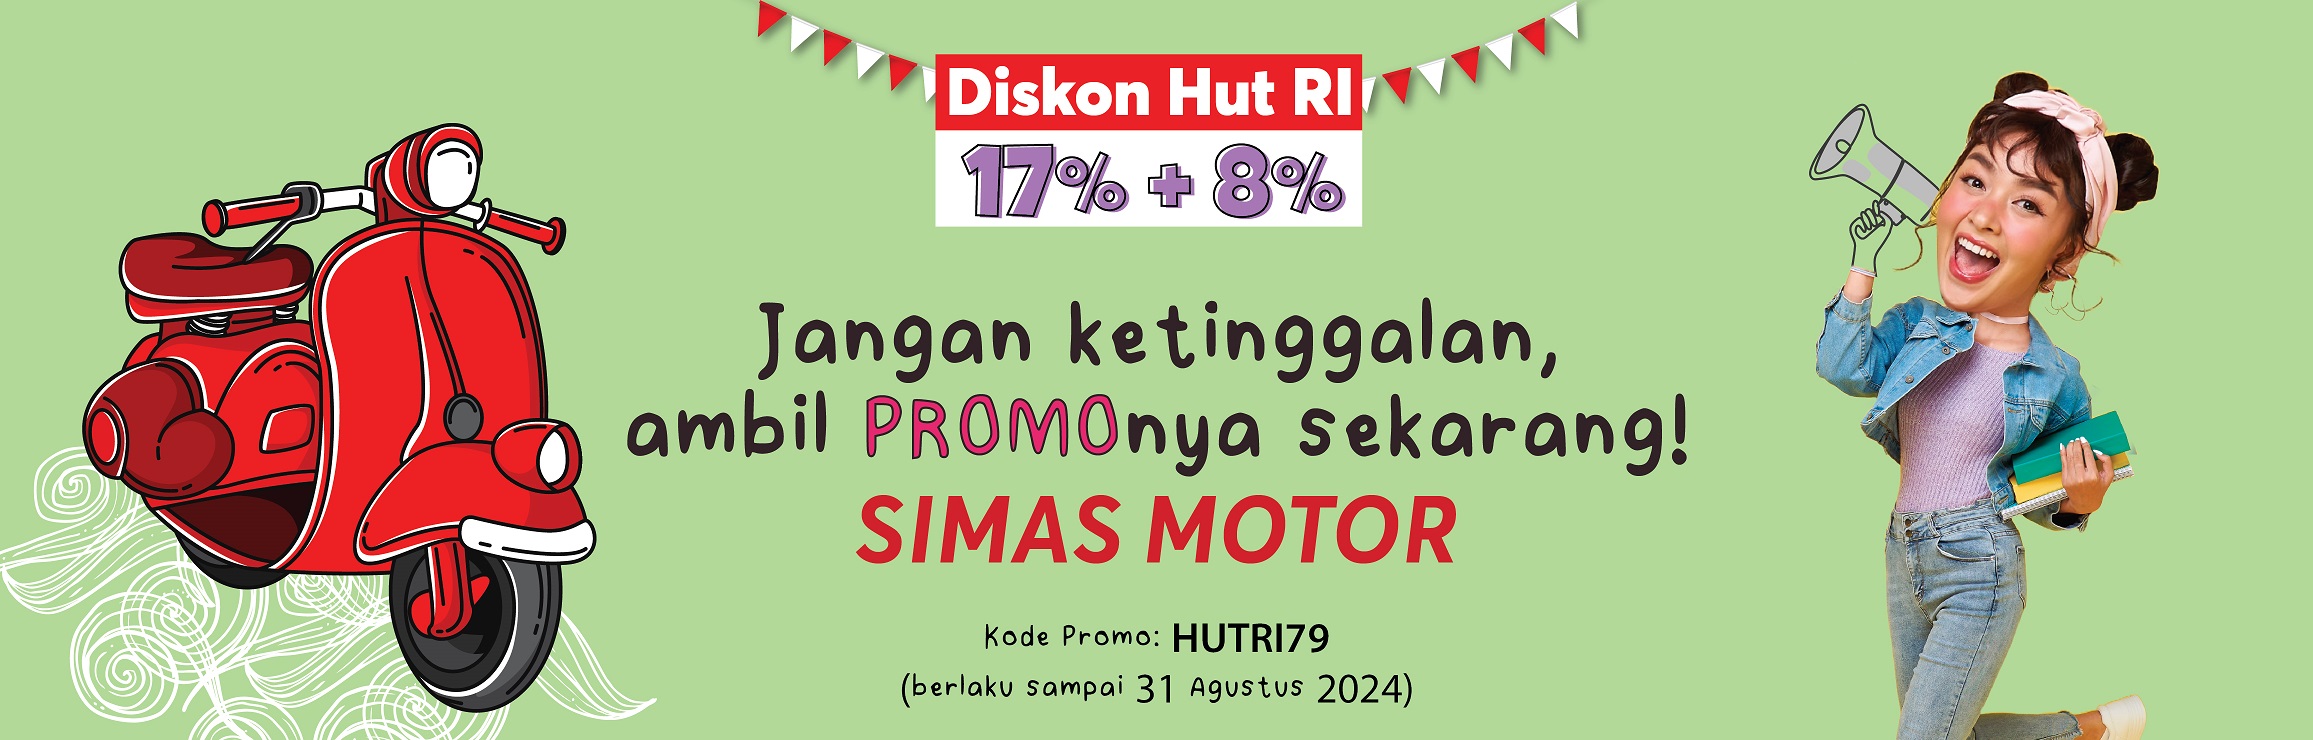 Diskon Hut RI
17% + 8%
Jangan ketinggalan,
ambil PROMOnya sekarang!
SIMAS MOTOR
Kode Promo: HUTRI79
(berlaku sampai 31 Agustus 2024)